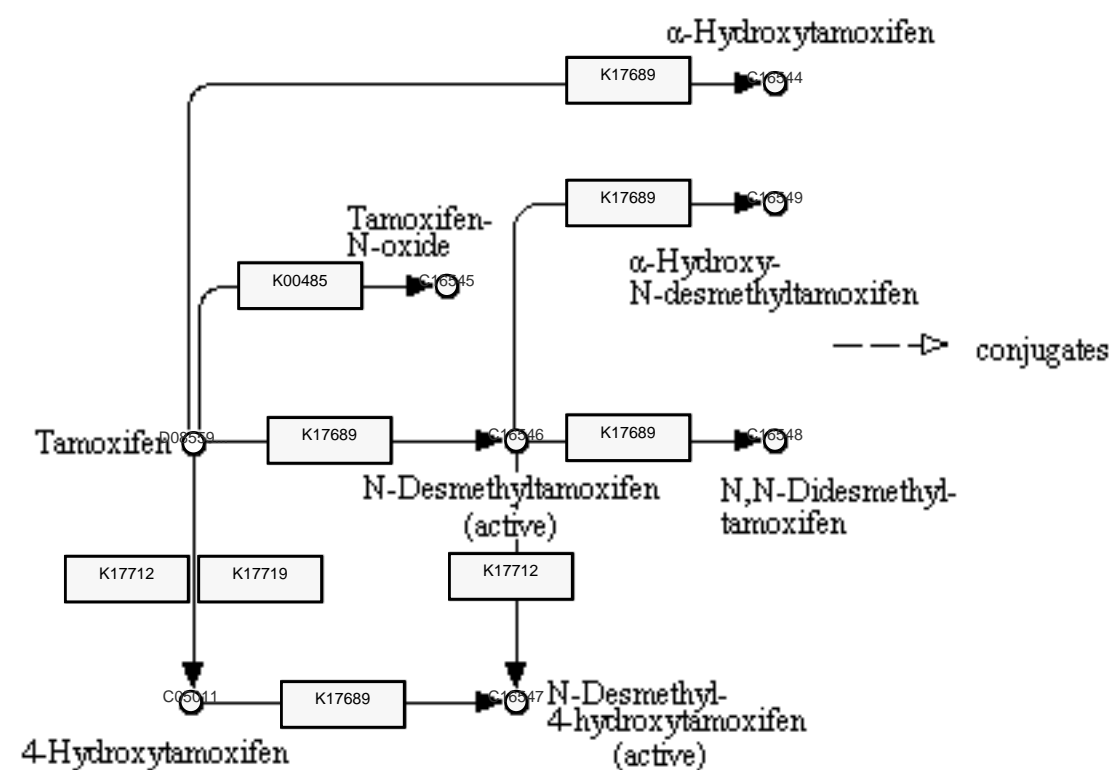 α-Hydroxytamoxifen
K17689
C16544
K17689
C16549
Tamoxifen-
N-oxide
α-Hydroxy-
N-desmethyltamoxifen
K00485
C16545
conjugates
Tamoxifen
D08559
K17689
C16546
K17689
C16548
N-Desmethyltamoxifen
(active)
N,N-Didesmethyl-
tamoxifen
K17712
K17719
K17712
C05011
K17689
C16547
N-Desmethyl-
4-hydroxytamoxifen
(active)
4-Hydroxytamoxifen